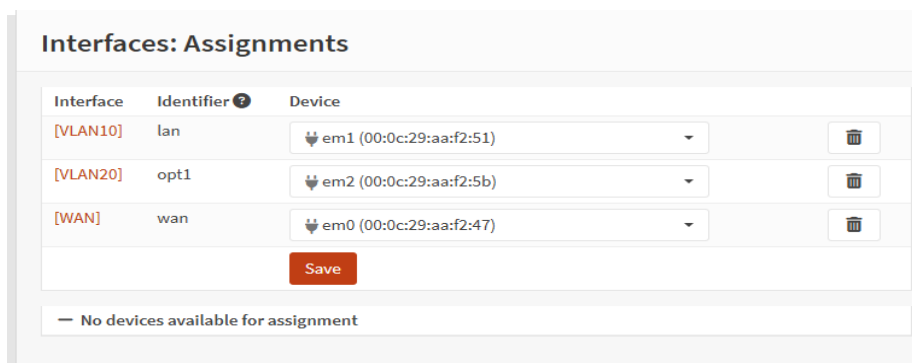 Interfaces: Assignments
Interface Identifier ? Device
[VLAN10] lan em1 (00:0c:29:aa:f2:51)
[VLAN20] opt1 em2 (00:0c:29:aa:f2:5b)
[WAN] wan em0 (00:0c:29:aa:f2:47)
Save
No devices available for assignment